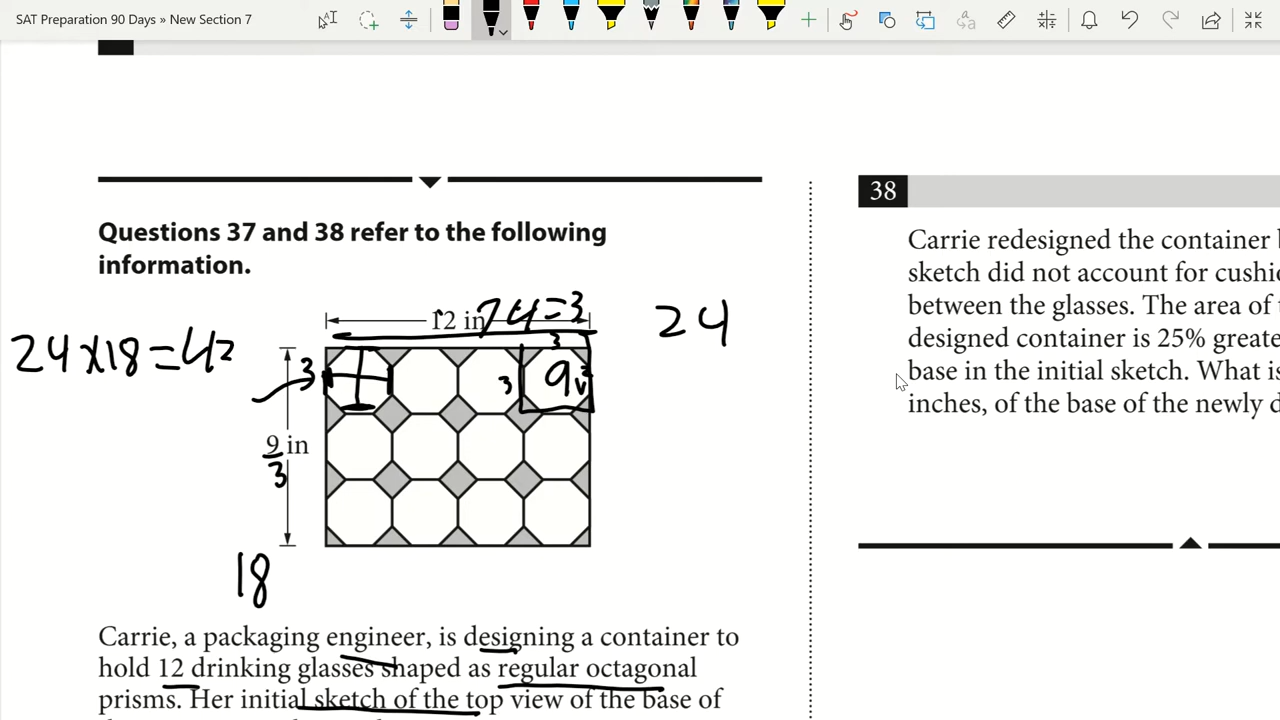 SAT Preparation 90 Days » New Section 7
Questions 37 and 38 refer to the following
information.
12 in
74=3
24
24x18=43
3
3
3
9
9 in
3
18
Carrie, a packaging engineer, is designing a container to
hold 12 drinking glasses shaped as regular octagonal
prisms. Her initial sketch of the top view of the base of
38
Carrie redesigned the container
sketch did not account for
between the glasses. The area of
designed container is 25%
base in the initial sketch. What is
inches, of the base of the newly